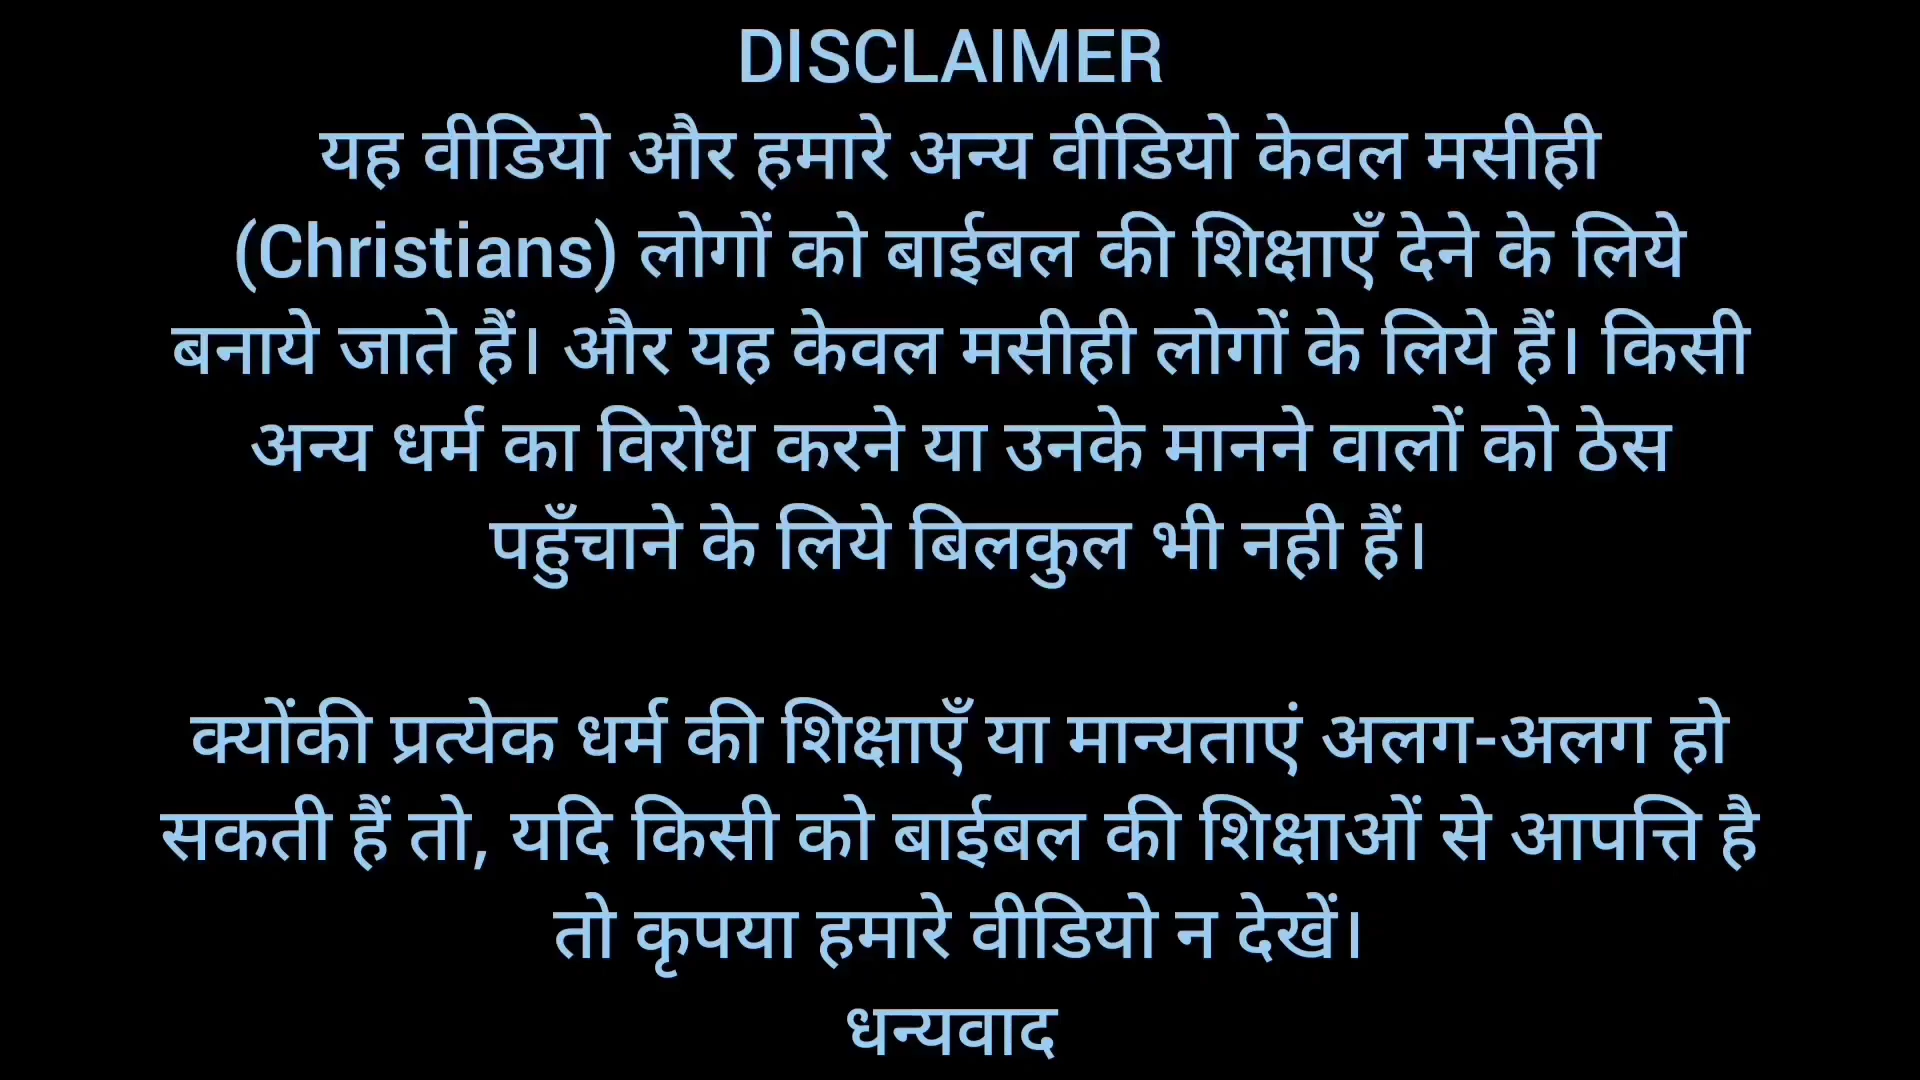 DISCLAIMER
यह वीडियो और हमारे अन्य वीडियो केवल मसीही
(Christians) लोगों को बाईबल की शिक्षाएँ देने के लिये
बनाये जाते हैं। और यह केवल मसीही लोगों के लिये हैं। किसी
अन्य धर्म का विरोध करने या उनके मानने वालों को ठेस
पहुँचाने के लिये बिलकुल भी नही हैं।
क्योंकी प्रत्येक धर्म की शिक्षाएँ या मान्यताएं अलग-अलग हो
सकती हैं तो, यदि किसी को बाईबल की शिक्षाओं से आपत्ति है
तो कृपया हमारे वीडियो न देखें।
धन्यवाद